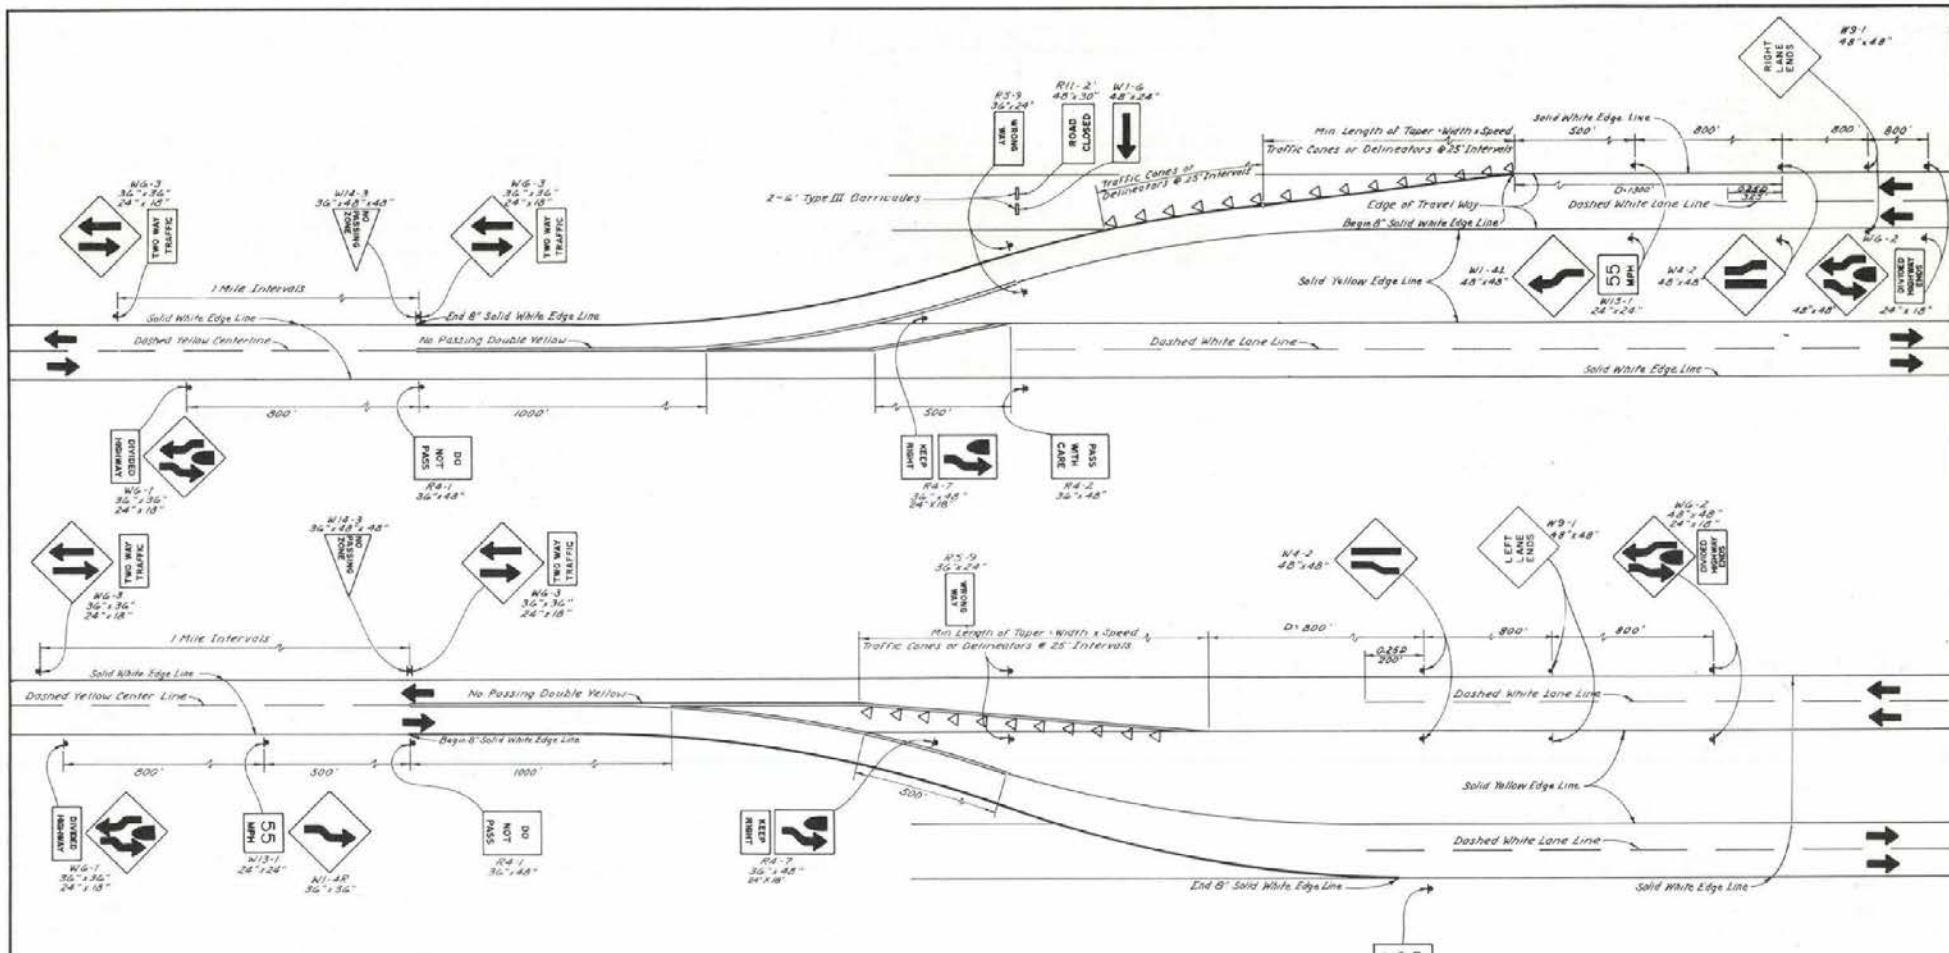 W9-1
48"x48"
RIGHT
LANE
ENDS
R5-9
36"x24"
WRONG
WAY
R11-2
48"x30"
ROAD
CLOSED
W1-6
48"x24"
Min. Length of Taper = Width x Speed
Traffic Cones or Delineators @ 25' Intervals
Solid White Edge Line
500'
800'
800'
800'
Traffic Cones or
Delineators @ 25' Intervals
2-6' Type III Barricades
D=1300'
0.25D
325'
Edge of Travel Way
Dashed White Lane Line
Begin 8" Solid White Edge Line
W6-3
36"x36"
24"x18"
TWO WAY
TRAFFIC
W14-3
36"x48"x48"
NO
PASSING
ZONE
W6-3
36"x36"
24"x18"
TWO WAY
TRAFFIC
1 Mile Intervals
Solid Yellow Edge Line
W1-4L
48"x48"
55
MPH
W13-1
24"x24"
W4-2
48"x48"
W6-2
48"x48"
DIVIDED
HIGHWAY
ENDS
24"x18"
Solid White Edge Line
End 8" Solid White Edge Line
Dashed Yellow Centerline
No Passing Double Yellow
Dashed White Lane Line
Solid White Edge Line
800'
1000'
500'
DIVIDED
HIGHWAY
W6-1
36"x36"
24"x18"
DO
NOT
PASS
R4-1
36"x48"
KEEP
RIGHT
R4-7
36"x48"
24"x18"
PASS
WITH
CARE
R4-2
36"x48"
TWO WAY
TRAFFIC
W6-3
36"x36"
24"x18"
W14-3
36"x48"x48"
NO
PASSING
ZONE
TWO WAY
TRAFFIC
W6-3
36"x36"
24"x18"
R5-9
36"x24"
WRONG
WAY
W4-2
48"x48"
LEFT
LANE
ENDS
W9-1
48"x48"
W6-2
48"x48"
24"x18"
DIVIDED
HIGHWAY
ENDS
1 Mile Intervals
Min Length of Taper = Width x Speed
Traffic Cones or Delineators @ 25' Intervals
D=800'
800'
800'
0.25D
200'
Solid White Edge Line
Dashed Yellow Center Line
No Passing Double Yellow
Dashed White Lane Line
Begin 8" Solid White Edge Line
800'
500'
1000'
500'
Solid Yellow Edge Line
DIVIDED
HIGHWAY
W6-1
36"x36"
24"x18"
55
MPH
W13-1
24"x24"
W1-4R
36"x36"
DO
NOT
PASS
R4-1
36"x48"
KEEP
RIGHT
R4-7
36"x48"
24"x18"
Dashed White Lane Line
End 8" Solid White Edge Line
Solid White Edge Line